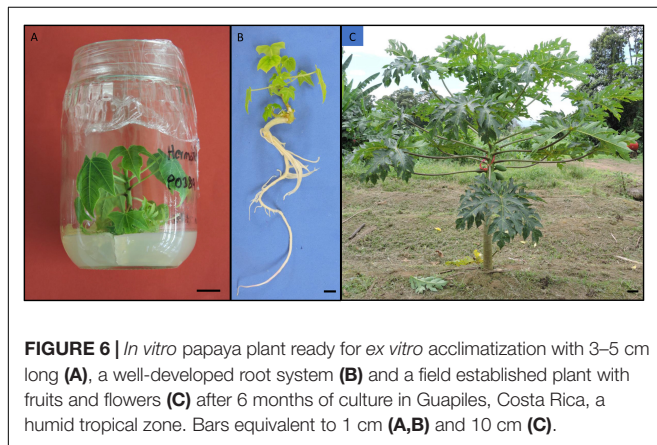 A
B
C
Herma
FIGURE 6 | In vitro papaya plant ready for ex vitro acclimatization with 3–5 cm
long (A), a well-developed root system (B) and a field established plant with
fruits and flowers (C) after 6 months of culture in Guapiles, Costa Rica, a
humid tropical zone. Bars equivalent to 1 cm (A,B) and 10 cm (C).